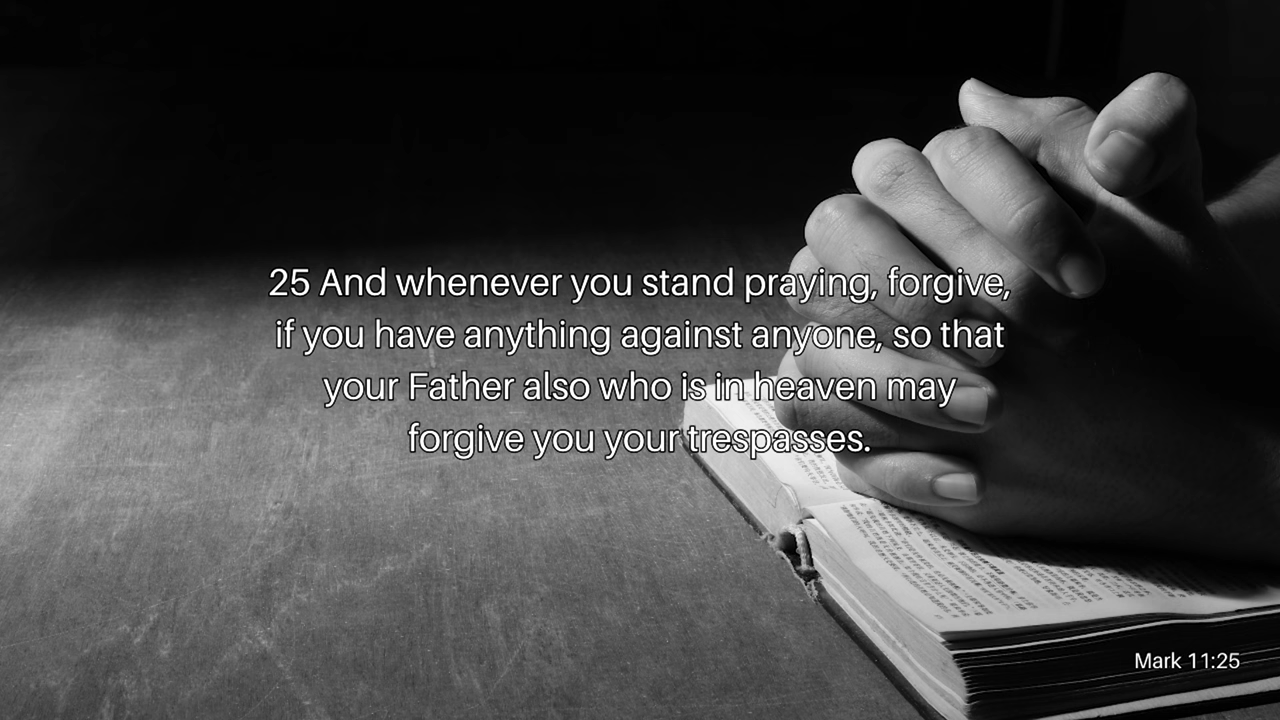 25 And whenever you stand praying, forgive,
if you have anything against anyone, so that
your Father also who is in heaven may
forgive you your trespasses.
Mark 11:25